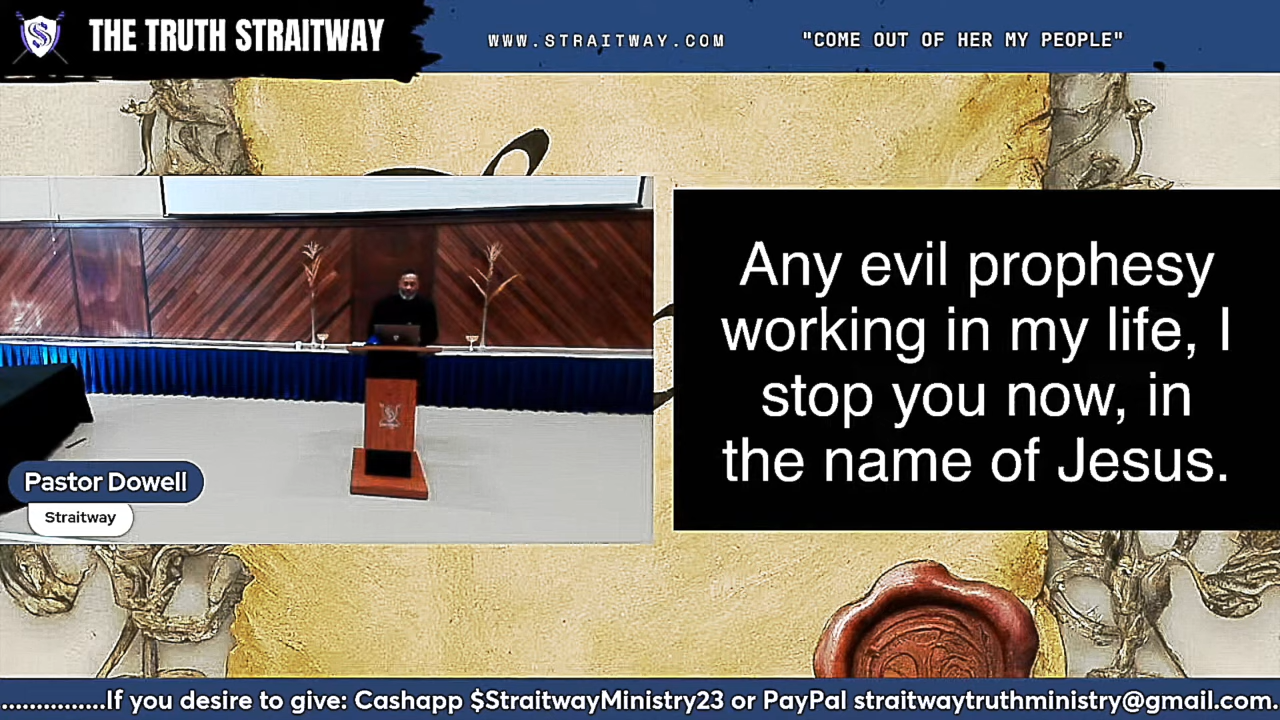 THE TRUTH STRAITWAY
WWW.STRAITWAY.COM
"COME OUT OF HER MY PEOPLE"
Any evil prophesy
working in my life, I
stop you now, in
the name of Jesus.
Pastor Dowell
Straitway
................If you desire to give: Cashapp $StraitwayMinistry23 or PayPal straitwaytruthministry@gmail.com.